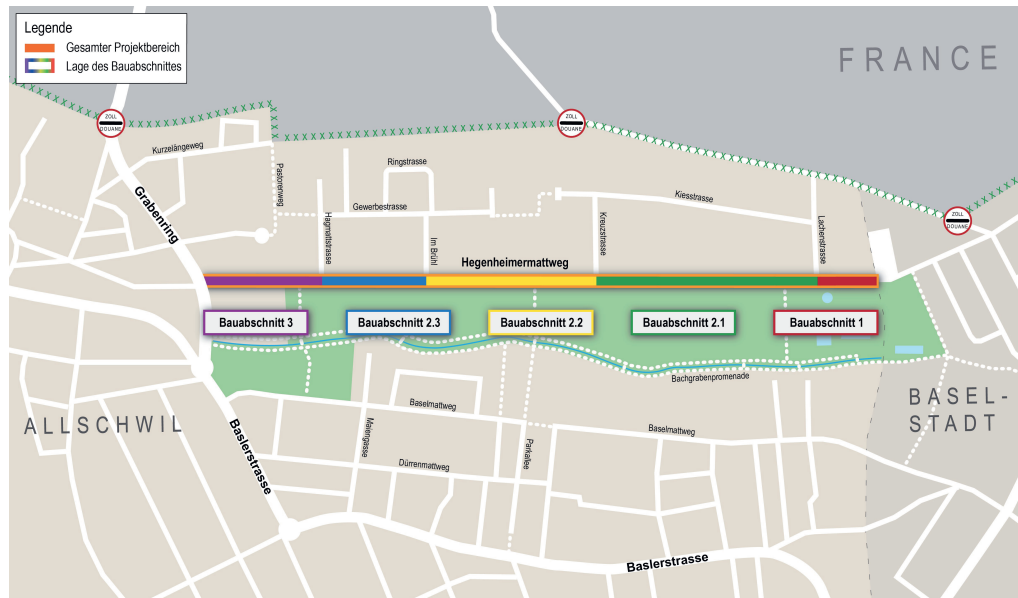 Legende
Gesamter Projektbereich
Lage des Bauabschnittes
FRANCE
ZOLL
DOUANE
ZOLL
DOUANE
ZOLL
DOUANE
Kurzelängeweg
Pastorenweg
Ringstrasse
Grabenring
Gewerbestrasse
Kiesstrasse
Hagmattstrasse
Im Brühl
Kreuzstrasse
Lachenstrasse
Hegenheimermattweg
Bauabschnitt 3
Bauabschnitt 2.3
Bauabschnitt 2.2
Bauabschnitt 2.1
Bauabschnitt 1
Bachgrabenpromenade
ALLSCHWIL
BASEL-
STADT
Baselmattweg
Baselmattweg
Maiengasse
Parkallee
Dürrenmattweg
Baslerstrasse
Baslerstrasse